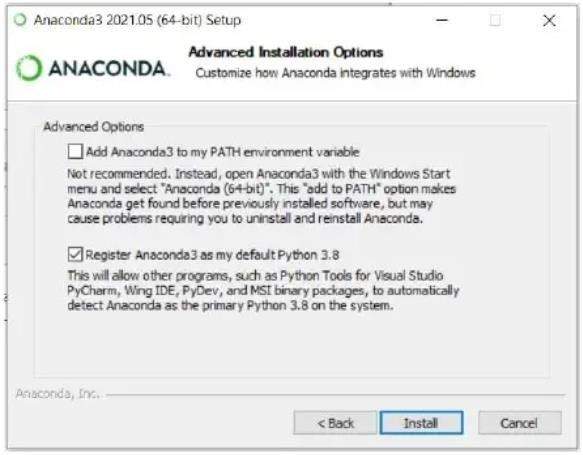 Anaconda3 2021.05 (64-bit) Setup
Advanced Installation Options
Customize how Anaconda integrates with Windows
ANACONDA.
Advanced Options
Add Anaconda3 to my PATH environment variable
Not recommended. Instead, open Anaconda3 with the Windows Start
menu and select "Anaconda (64-bit)". This "add to PATH" option makes
Anaconda get found before previously installed software, but may
cause problems requiring you to uninstall and reinstall Anaconda.
Register Anaconda3 as my default Python 3.8
This will allow other programs, such as Python Tools for Visual Studio
PyCharm, Wing IDE, PyDev, and MSI binary packages, to automatically
detect Anaconda as the primary Python 3.8 on the system.
Anaconda, Inc.
< Back
Install
Cancel